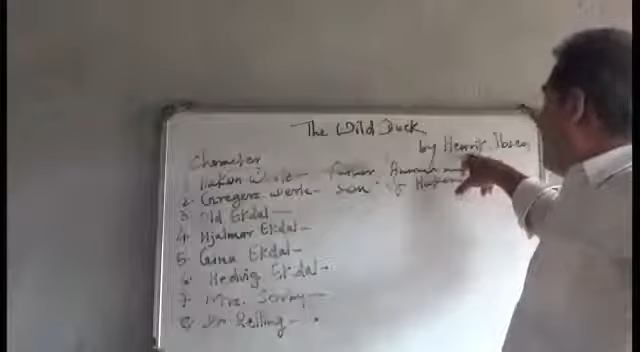 The Wild Duck
by Henrik Ibsen
Character
1 Hakon Werle —
2. Gregers Werle — son of
3 Old Ekdal —
4 Hjalmar Ekdal —
5. Gina Ekdal —
6 Hedvig Ekdal —
7 Mrs. Sorby —
8 Dr Relling — .